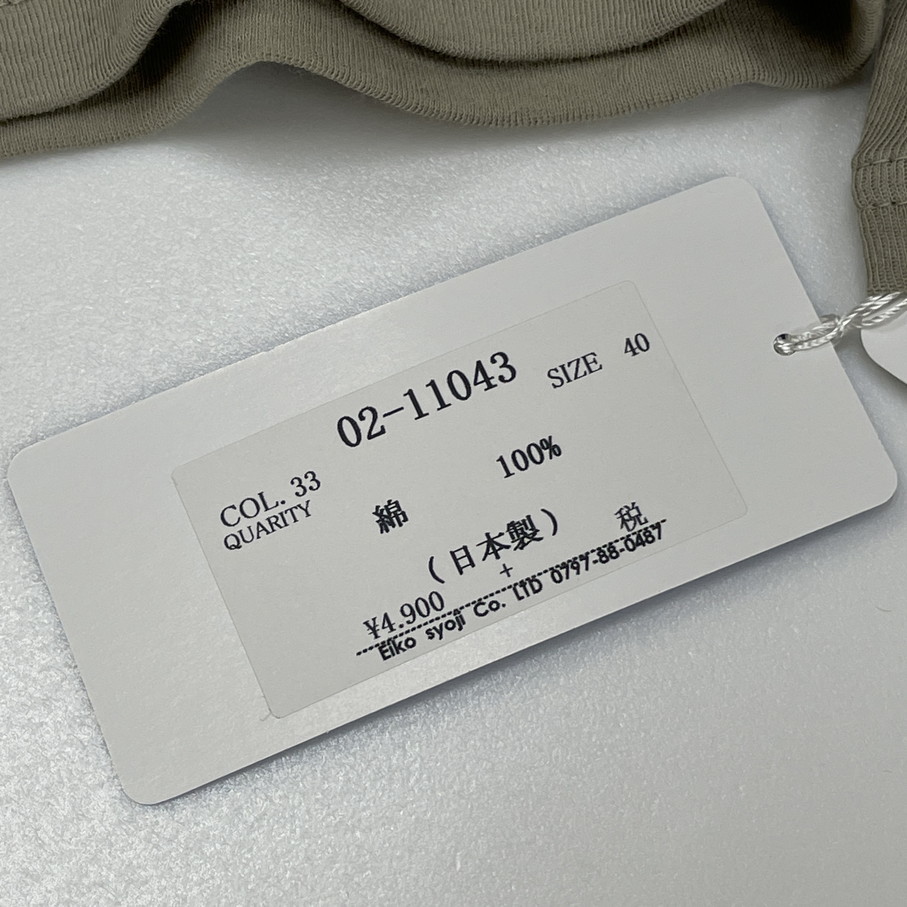 02-11043 SIZE 40
COL. 33
QUARITY 綿 100%
(日本製)
¥4.900 + 税
Eiko syoji Co. LTD 0797-88-0487